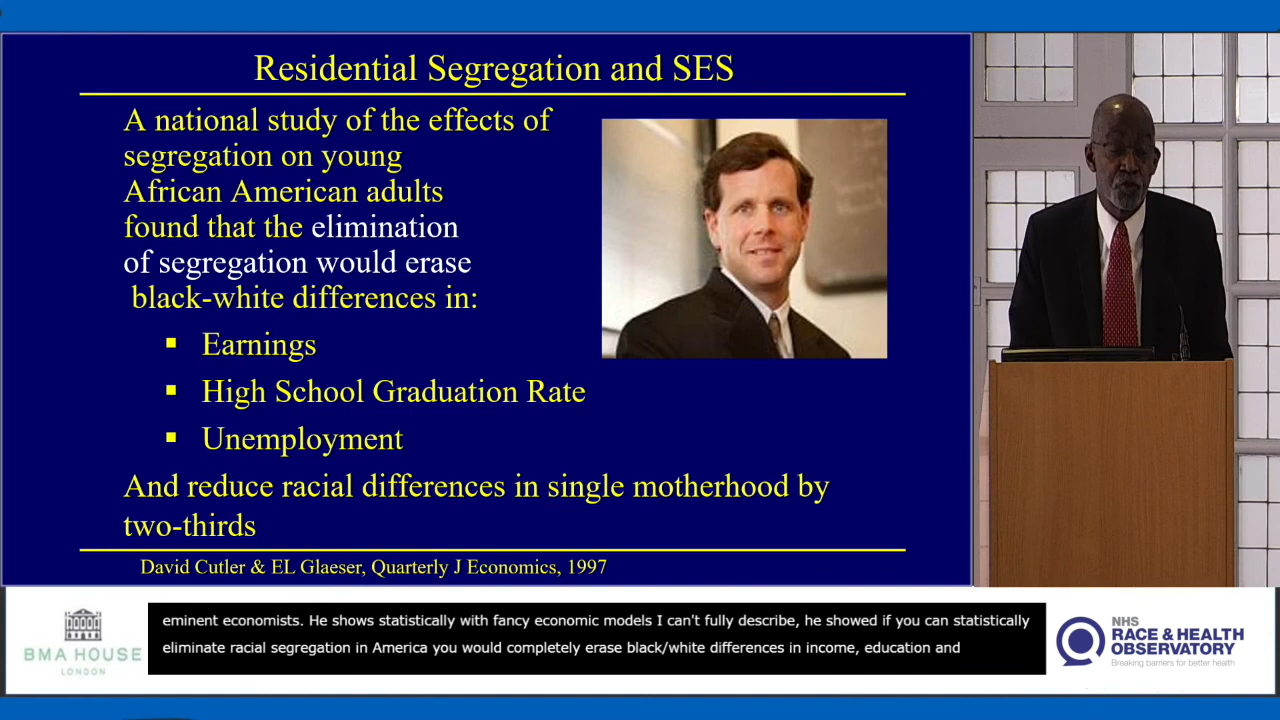 Residential Segregation and SES
A national study of the effects of
segregation on young
African American adults
found that the elimination
of segregation would erase
black-white differences in:
▪ Earnings
▪ High School Graduation Rate
▪ Unemployment
And reduce racial differences in single motherhood by
two-thirds
David Cutler & EL Glaeser, Quarterly J Economics, 1997
BMA HOUSE
LONDON
eminent economists. He shows statistically with fancy economic models I can't fully describe, he showed if you can statistically
eliminate racial segregation in America you would completely erase black/white differences in income, education and
NHS
RACE & HEALTH
OBSERVATORY
Breaking barriers for better health